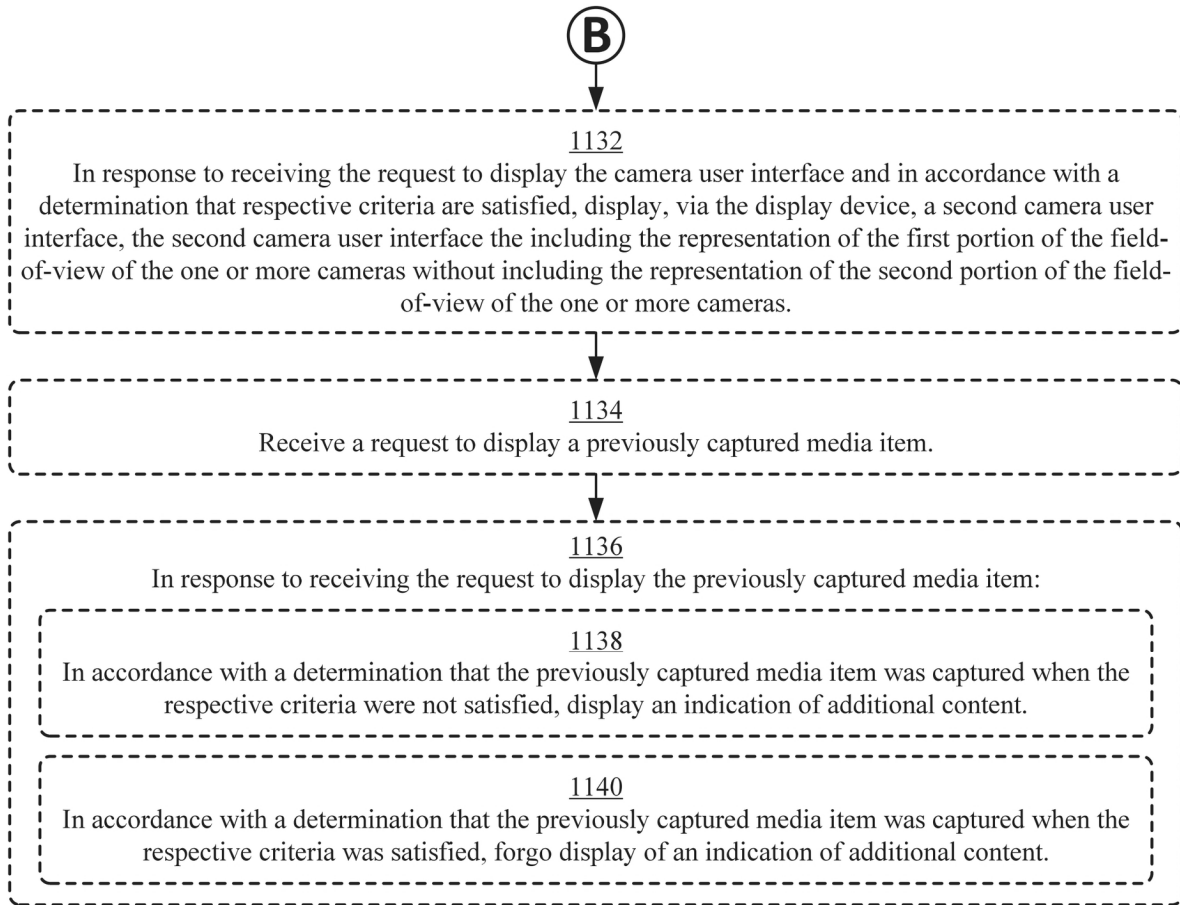 B
1132
In response to receiving the request to display the camera user interface and in accordance with a
determination that respective criteria are satisfied, display, via the display device, a second camera user
interface, the second camera user interface the including the representation of the first portion of the field-
of-view of the one or more cameras without including the representation of the second portion of the field-
of-view of the one or more cameras.
1134
Receive a request to display a previously captured media item.
1136
In response to receiving the request to display the previously captured media item:
1138
In accordance with a determination that the previously captured media item was captured when the
respective criteria were not satisfied, display an indication of additional content.
1140
In accordance with a determination that the previously captured media item was captured when the
respective criteria was satisfied, forgo display of an indication of additional content.